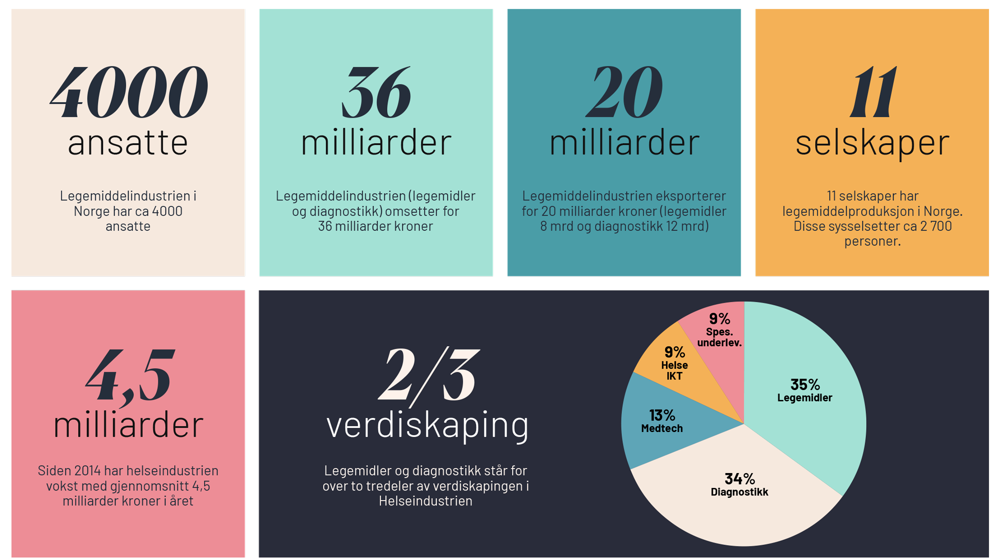 4000
ansatte
Legemiddelindustrien i
Norge har ca 4000
ansatte
36
milliarder
Legemiddelindustrien (legemidler
og diagnostikk) omsetter for
36 milliarder kroner
20
milliarder
Legemiddelindustrien eksporterer
for 20 milliarder kroner (legemidler
8 mrd og diagnostikk 12 mrd)
11
selskaper
11 selskaper har
legemiddelproduksjon i Norge.
Disse sysselsetter ca 2 700
personer.
4,5
milliarder
Siden 2014 har helseindustrien
vokst med gjennomsnitt 4,5
milliarder kroner i året
2/3
verdiskaping
Legemidler og diagnostikk står for
over to tredeler av verdiskapingen i
Helseindustrien
9%
Spes.
underlev.
9%
Helse
IKT
35%
Legemidler
13%
Medtech
34%
Diagnostikk